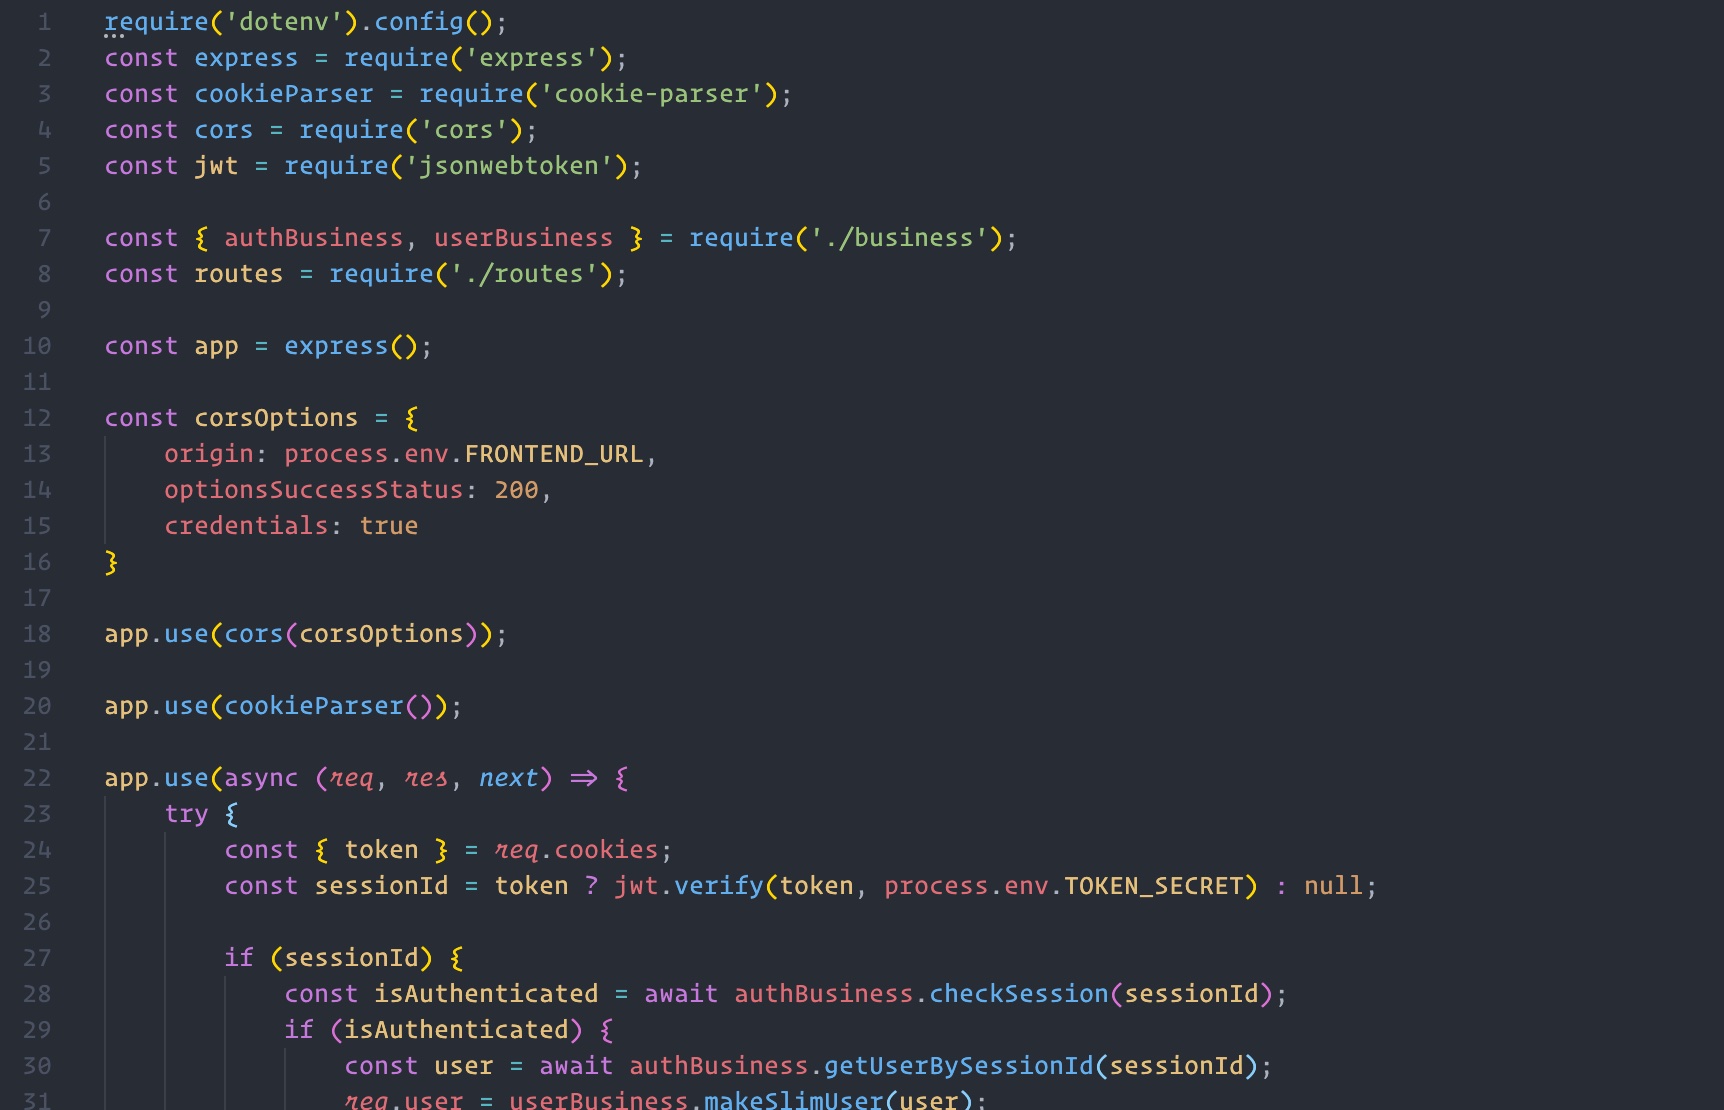 1 require('dotenv').config();
2 const express = require('express');
3 const cookieParser = require('cookie-parser');
4 const cors = require('cors');
5 const jwt = require('jsonwebtoken');
6
7 const { authBusiness, userBusiness } = require('./business');
8 const routes = require('./routes');
9
10 const app = express();
11
12 const corsOptions = {
13     origin: process.env.FRONTEND_URL,
14     optionsSuccessStatus: 200,
15     credentials: true
16 }
17
18 app.use(cors(corsOptions));
19
20 app.use(cookieParser());
21
22 app.use(async (req, res, next) => {
23     try {
24         const { token } = req.cookies;
25         const sessionId = token ? jwt.verify(token, process.env.TOKEN_SECRET) : null;
26
27         if (sessionId) {
28             const isAuthenticated = await authBusiness.checkSession(sessionId);
29             if (isAuthenticated) {
30                 const user = await authBusiness.getUserBySessionId(sessionId);
31                 req.user = userBusiness.makeSlimUser(user);